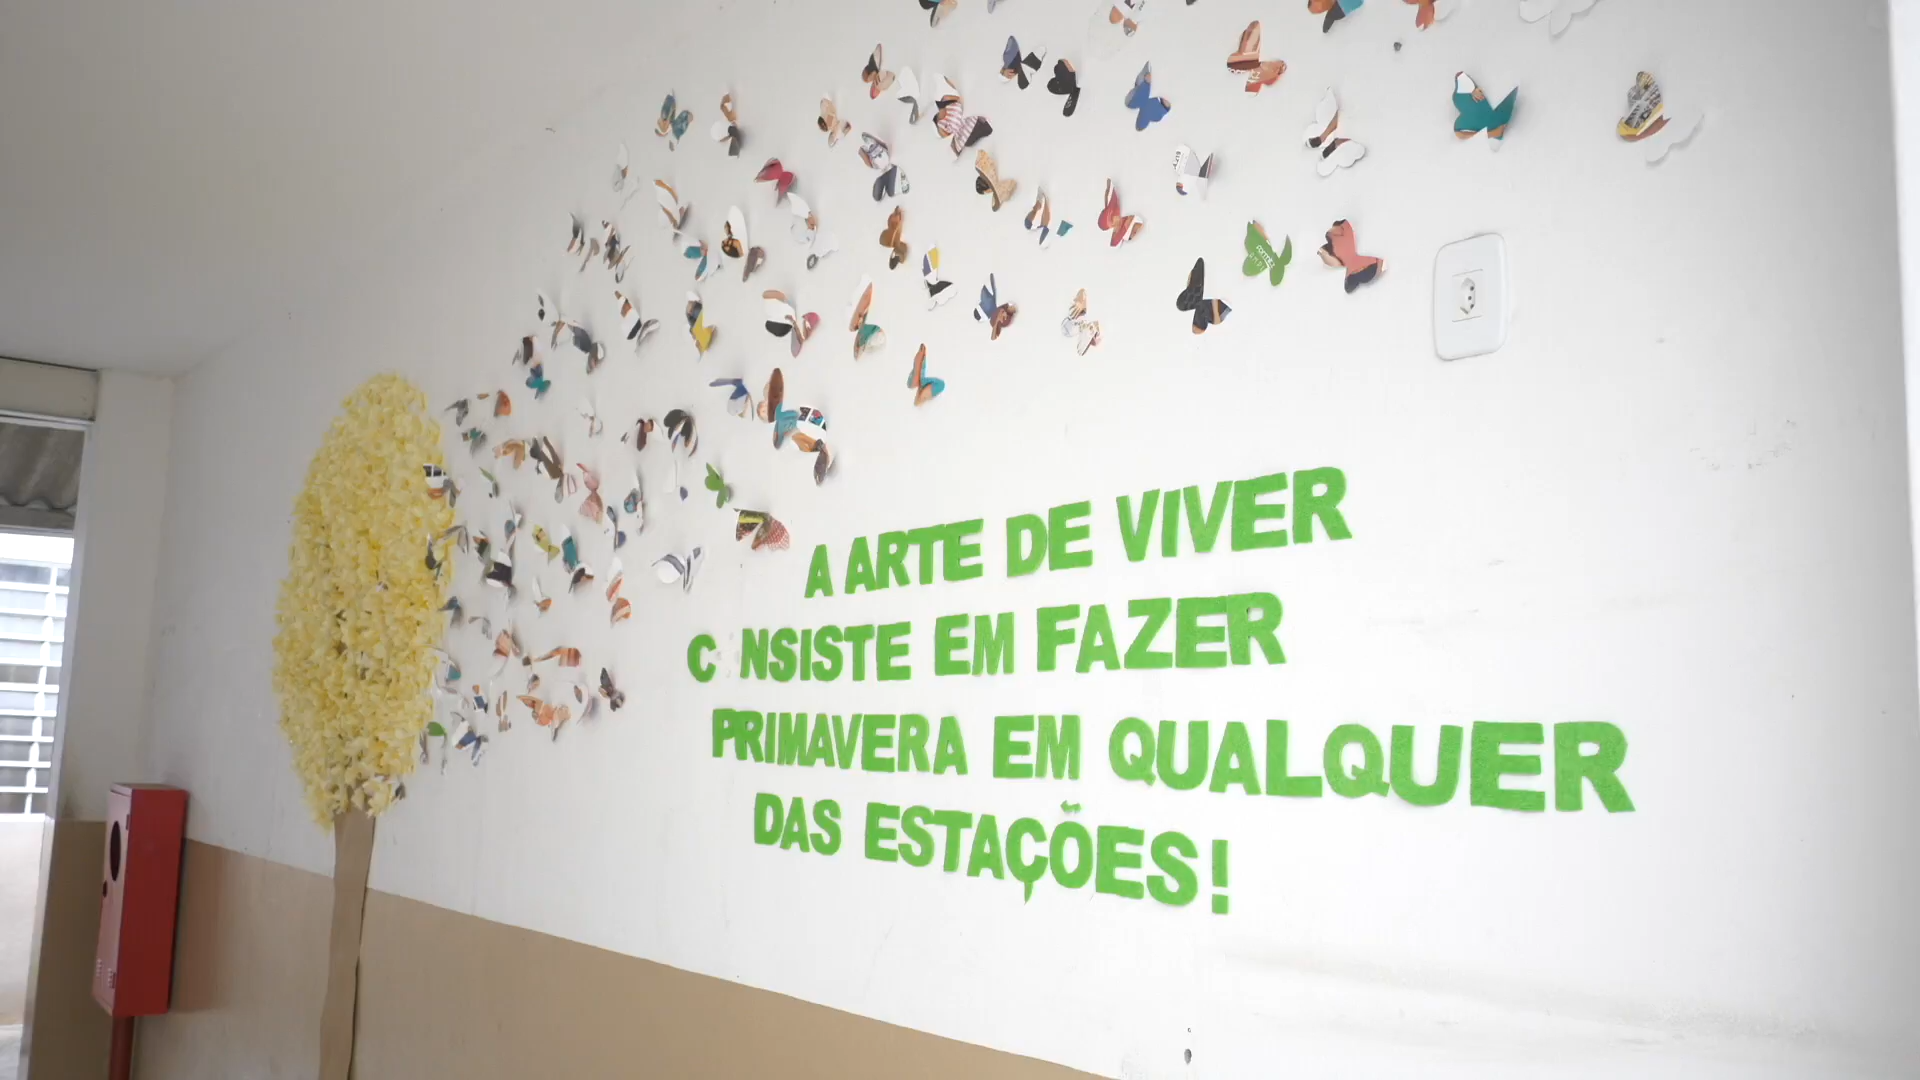 A ARTE DE VIVER
C NSISTE EM FAZER
PRIMAVERA EM QUALQUER
DAS ESTAÇÕES!